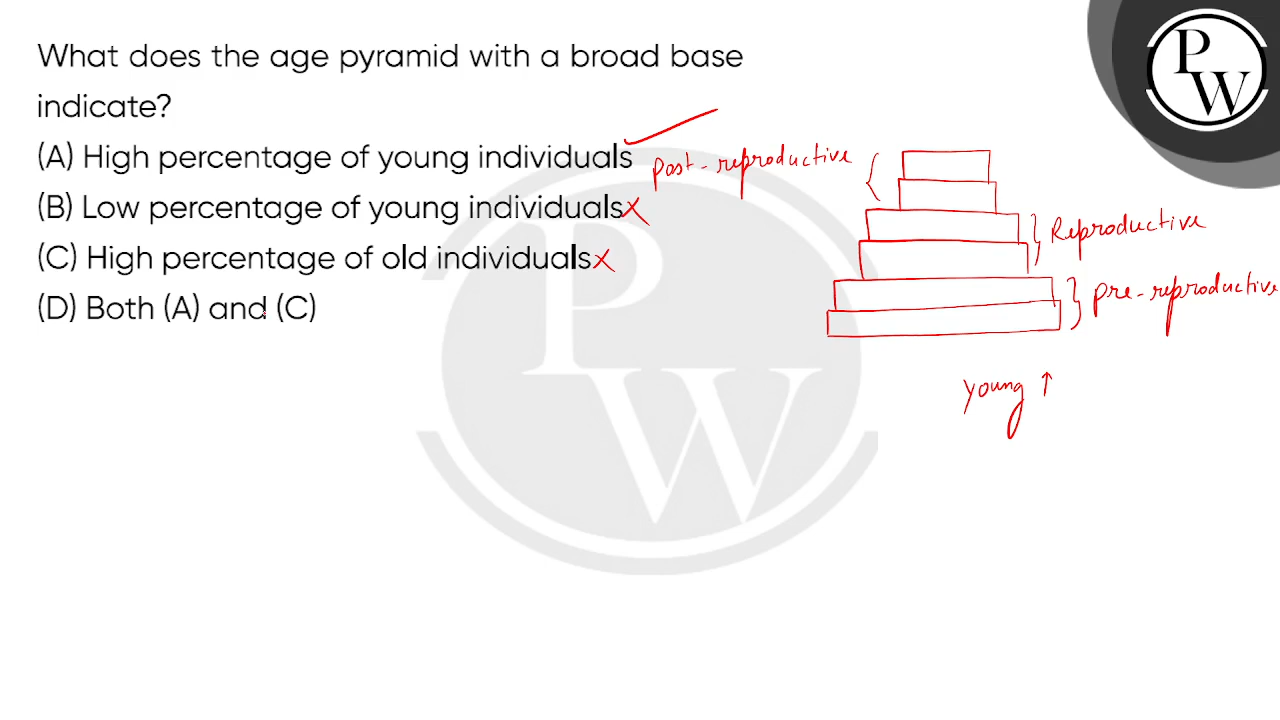 What does the age pyramid with a broad base
indicate?
(A) High percentage of young individuals
(B) Low percentage of young individuals
(C) High percentage of old individuals
(D) Both (A) and (C)
Post-reproductive
Reproductive
Pre-reproductive
Young ↑
PW
PW